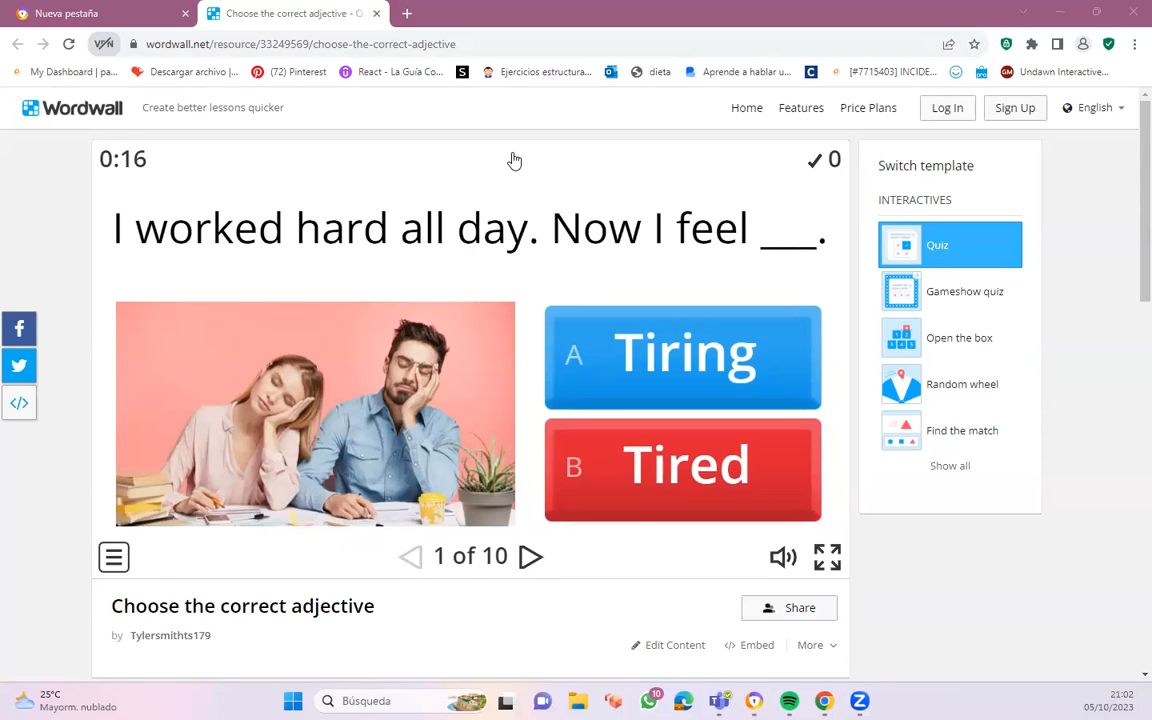 Nueva pestaña
Choose the correct adjective - O
VPN
wordwall.net/resource/33249569/choose-the-correct-adjective
My Dashboard | pa...
Descargar archivo |...
(72) Pinterest
React - La Guía Co...
S
Ejercicios estructura...
dieta
Aprende a hablar u...
C
[#7715403] INCIDE...
GM
Undawn Interactive...
Wordwall
Create better lessons quicker
Home
Features
Price Plans
Log In
Sign Up
English
0:16
0
I worked hard all day. Now I feel ___.
A
Tiring
B
Tired
1 of 10
Choose the correct adjective
Share
by Tylersmithts179
Edit Content
Embed
More
Switch template
INTERACTIVES
Quiz
Gameshow quiz
Open the box
Random wheel
Find the match
Show all
25°C
Mayorm. nublado
Búsqueda
10
21:02
05/10/2023